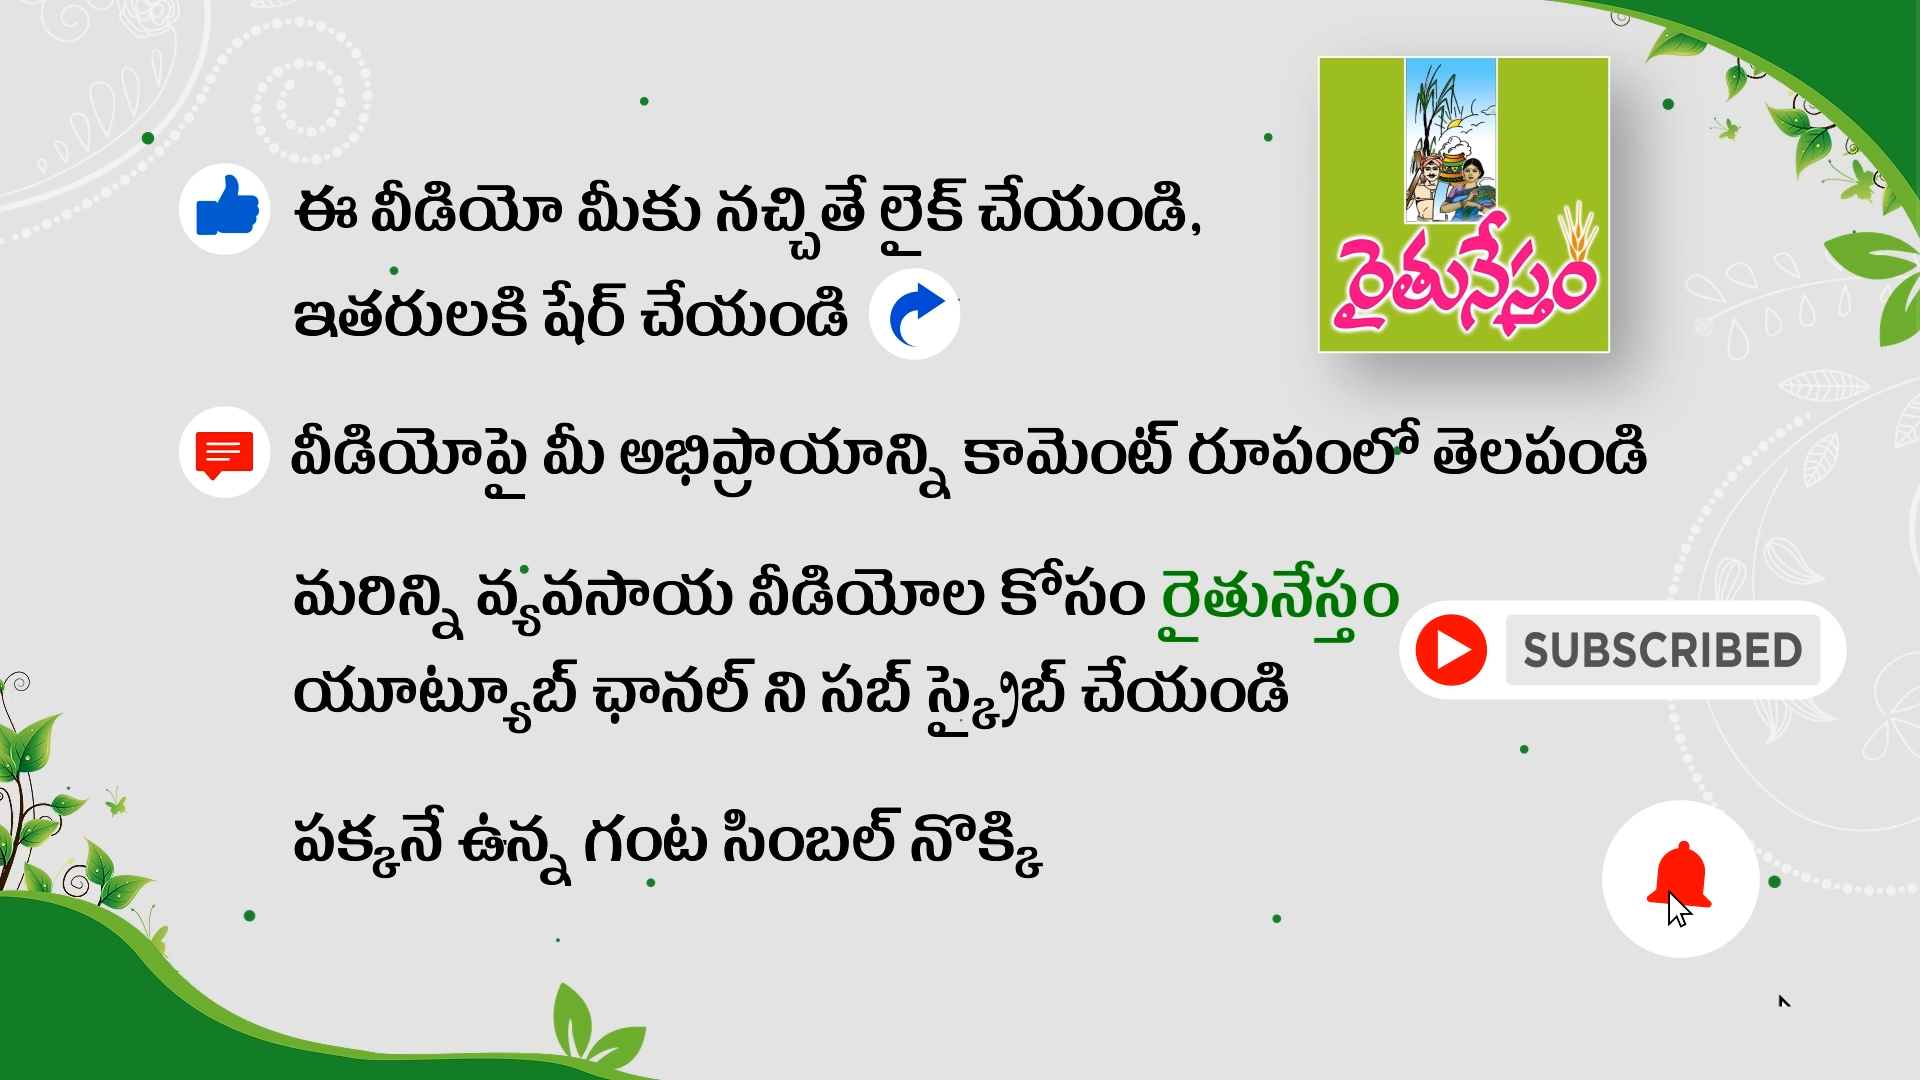 ఈ వీడియో మీకు నచ్చితే లైక్ చేయండి,
ఇతరులకి షేర్ చేయండి
రైతునేస్తం
వీడియోపై మీ అభిప్రాయాన్ని కామెంట్ రూపంలో తెలపండి
మరిన్ని వ్యవసాయ వీడియోల కోసం రైతునేస్తం
యూట్యూబ్ ఛానల్ ని సబ్ స్క్రైబ్ చేయండి
SUBSCRIBED
పక్కనే ఉన్న గంట సింబల్ నొక్కి